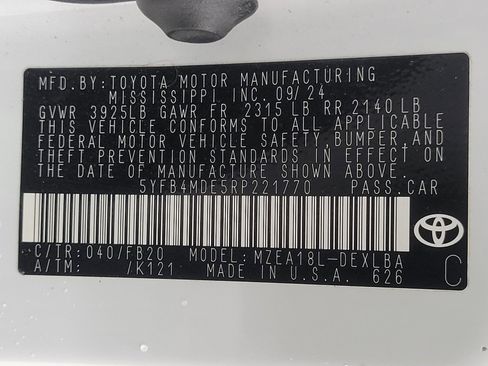 MFD. BY: TOYOTA MOTOR MANUFACTURING
MISSISSIPPI INC. 09/24
GVWR 3925LB GAWR FR 2315 LB RR 2140 LB
THIS VEHICLE CONFORMS TO ALL APPLICABLE
FEDERAL MOTOR VEHICLE SAFETY, BUMPER, AND
THEFT PREVENTION STANDARDS IN EFFECT ON
THE DATE OF MANUFACTURE SHOWN ABOVE.
5YFB4MDE5RP221770 PASS. CAR
C/TR: 040/FB20 MODEL: MZEA18L-DEXLBA
A/TM: /K121 MADE IN U.S.A. 626 C